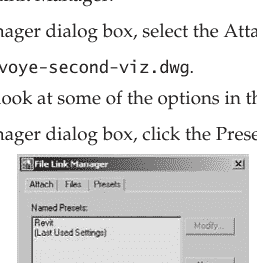 nager dialog box, select the Atta
voye-second-viz.dwg.
look at some of the options in th
nager dialog box, click the Prese
File Link Manager
Attach Files Presets
Named Presets:
Revit
(Last Used Settings)
Modify...